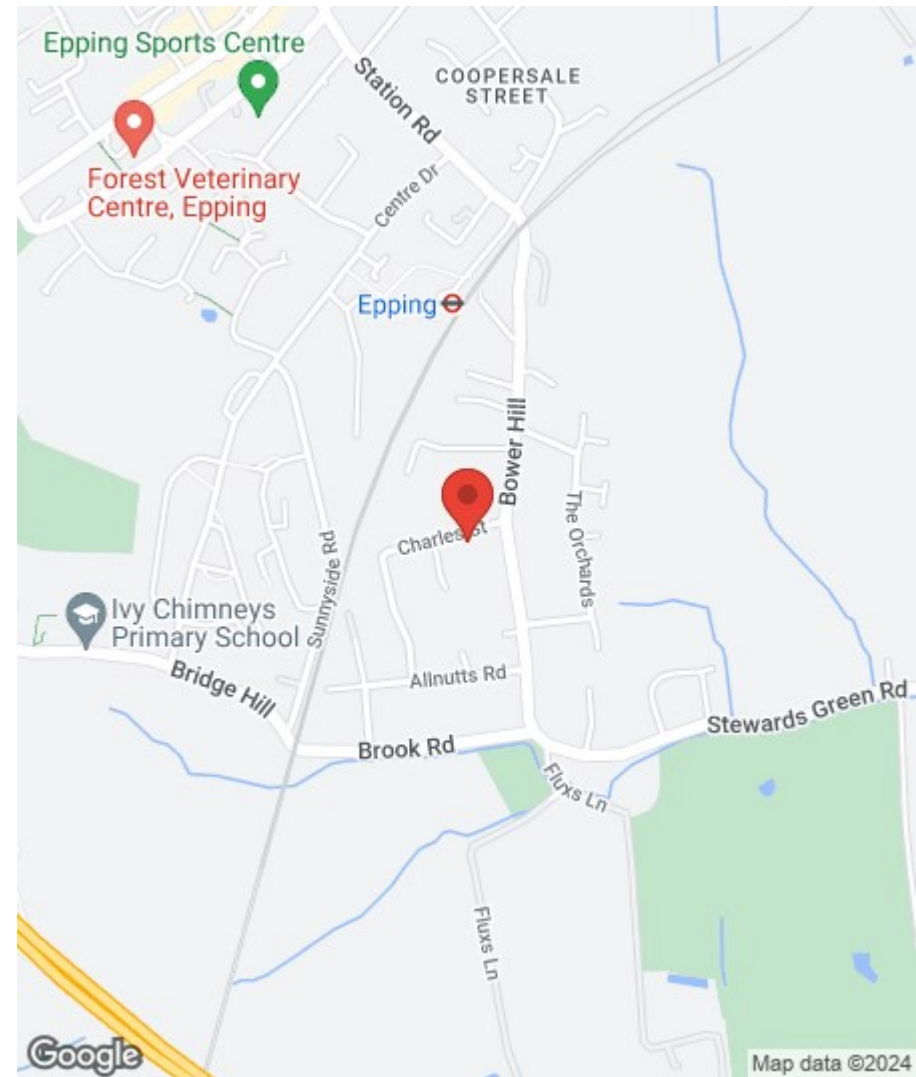 Epping Sports Centre
COOPERSALE
STREET
Station Rd
Forest Veterinary
Centre, Epping
Centre Dr
Epping
Bower Hill
The Orchards
Charles St
Sunnyside Rd
Ivy Chimneys
Primary School
Bridge Hill
Allnutts Rd
Stewards Green Rd
Brook Rd
Fluxs Ln
Fluxs Ln
Google
Map data ©2024